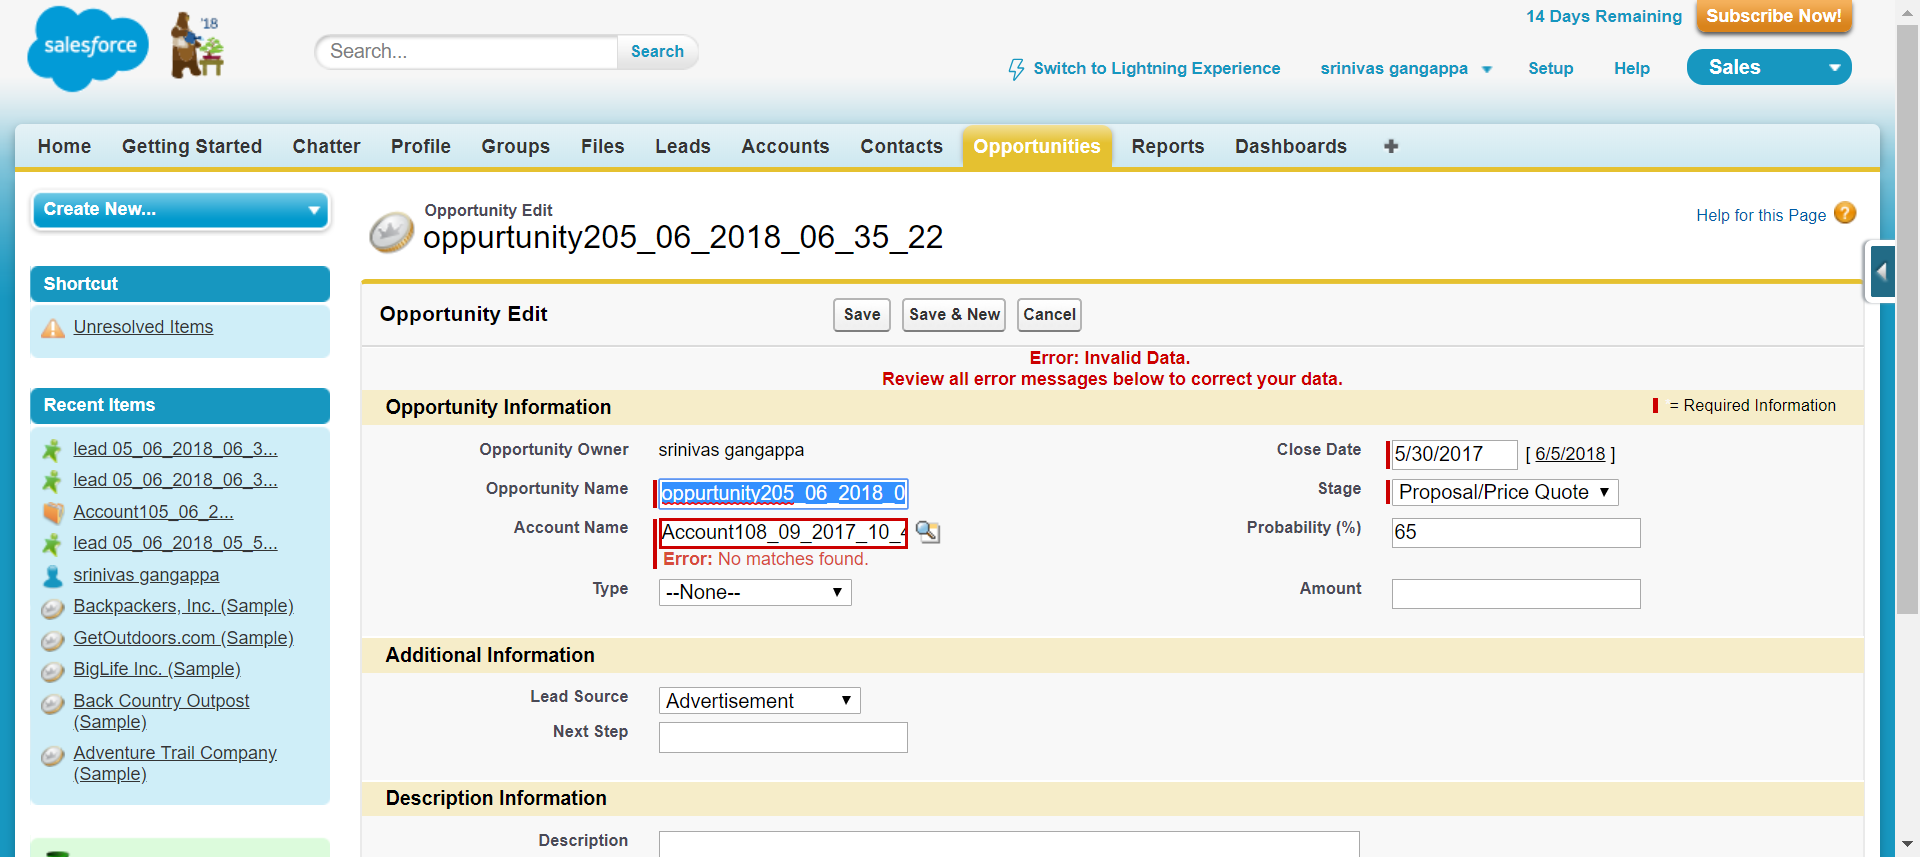 salesforce
'18
Search...
Search
14 Days Remaining
Subscribe Now!
Switch to Lightning Experience
srinivas gangappa
Setup
Help
Sales
Home
Getting Started
Chatter
Profile
Groups
Files
Leads
Accounts
Contacts
Opportunities
Reports
Dashboards
Create New...
Shortcut
Unresolved Items
Recent Items
lead 05_06_2018_06_3...
lead 05_06_2018_06_3...
Account105_06_2...
lead 05_06_2018_05_5...
srinivas gangappa
Backpackers, Inc. (Sample)
GetOutdoors.com (Sample)
BigLife Inc. (Sample)
Back Country Outpost
(Sample)
Adventure Trail Company
(Sample)
Opportunity Edit
oppurtunity205_06_2018_06_35_22
Help for this Page
Opportunity Edit
Save
Save & New
Cancel
Error: Invalid Data.
Review all error messages below to correct your data.
Opportunity Information
= Required Information
Opportunity Owner srinivas gangappa
Close Date 5/30/2017 [ 6/5/2018 ]
Opportunity Name oppurtunity205_06_2018_0
Stage Proposal/Price Quote
Account Name Account108_09_2017_10_4
Error: No matches found.
Probability (%) 65
Type --None--
Amount
Additional Information
Lead Source Advertisement
Next Step
Description Information
Description